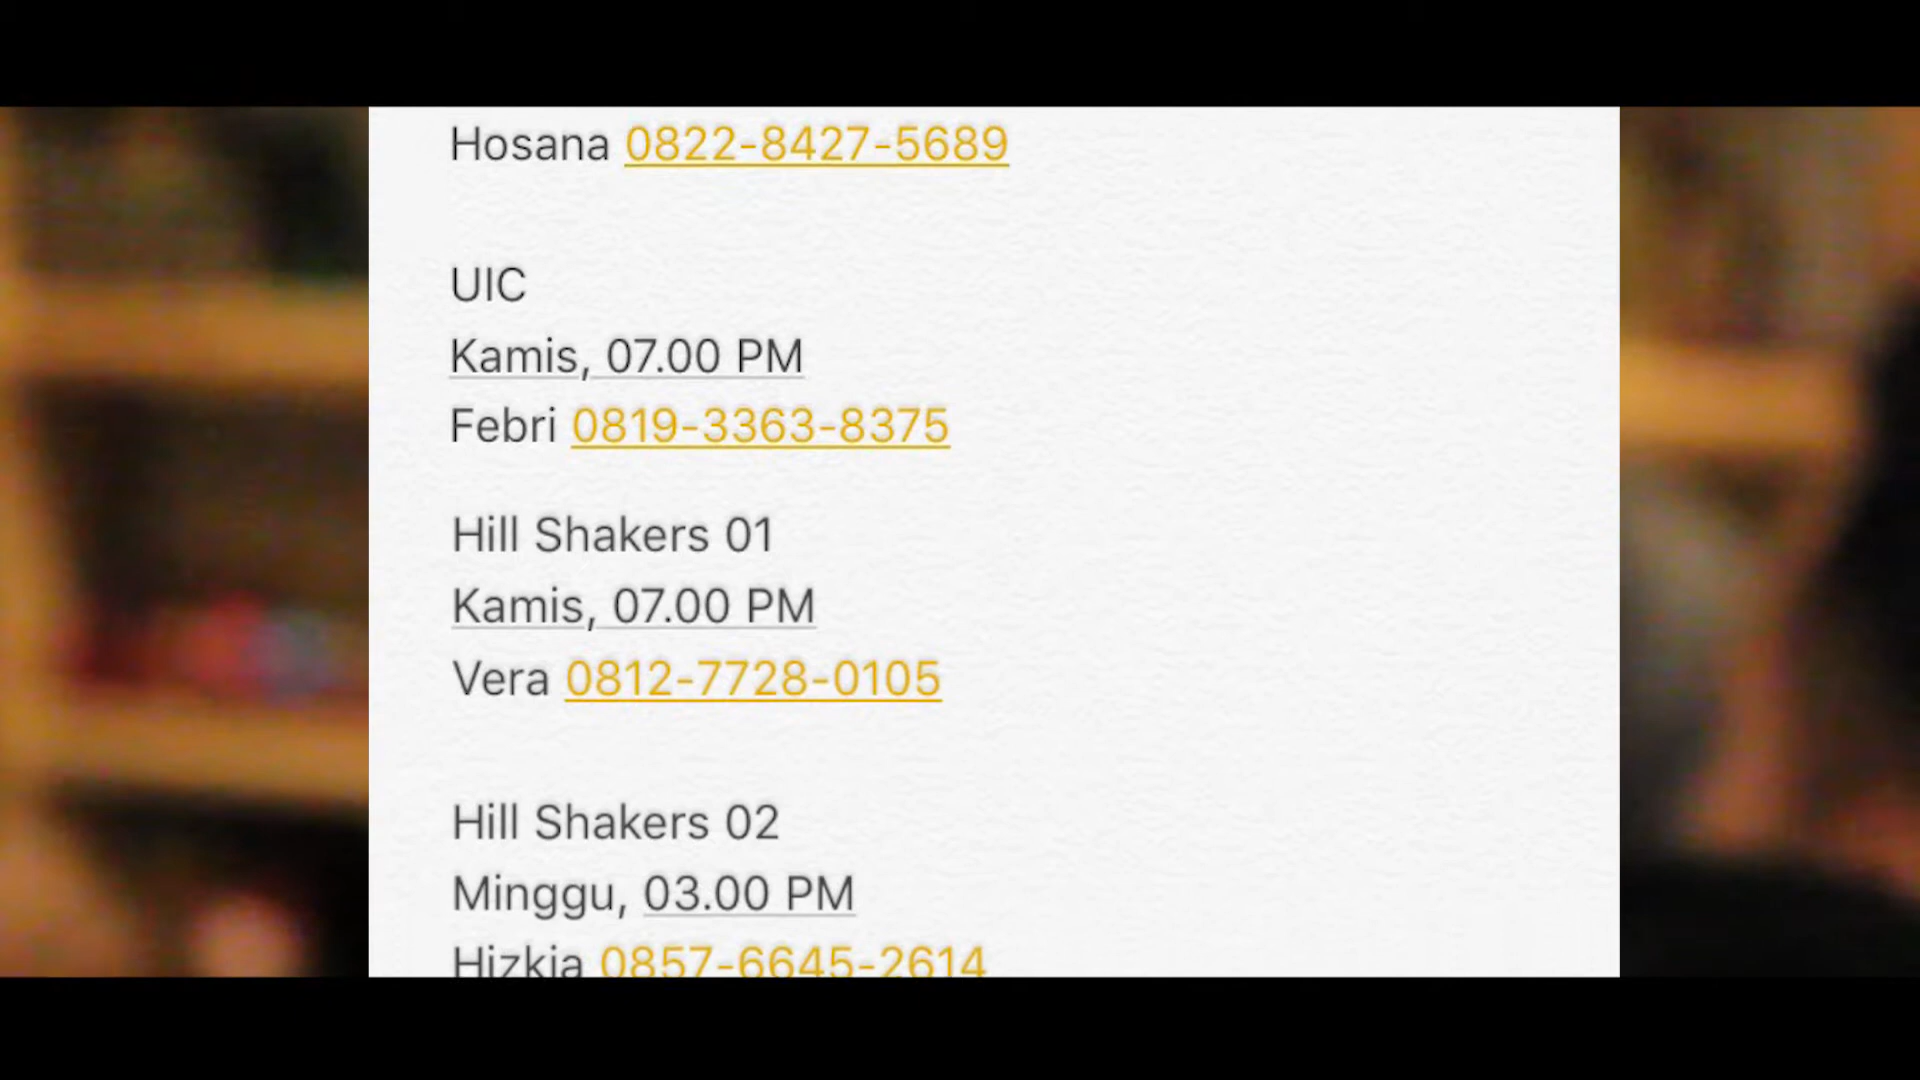 Hosana 0822-8427-5689
UIC
Kamis, 07.00 PM
Febri 0819-3363-8375
Hill Shakers 01
Kamis, 07.00 PM
Vera 0812-7728-0105
Hill Shakers 02
Minggu, 03.00 PM
Hizkia 0857-6645-2614